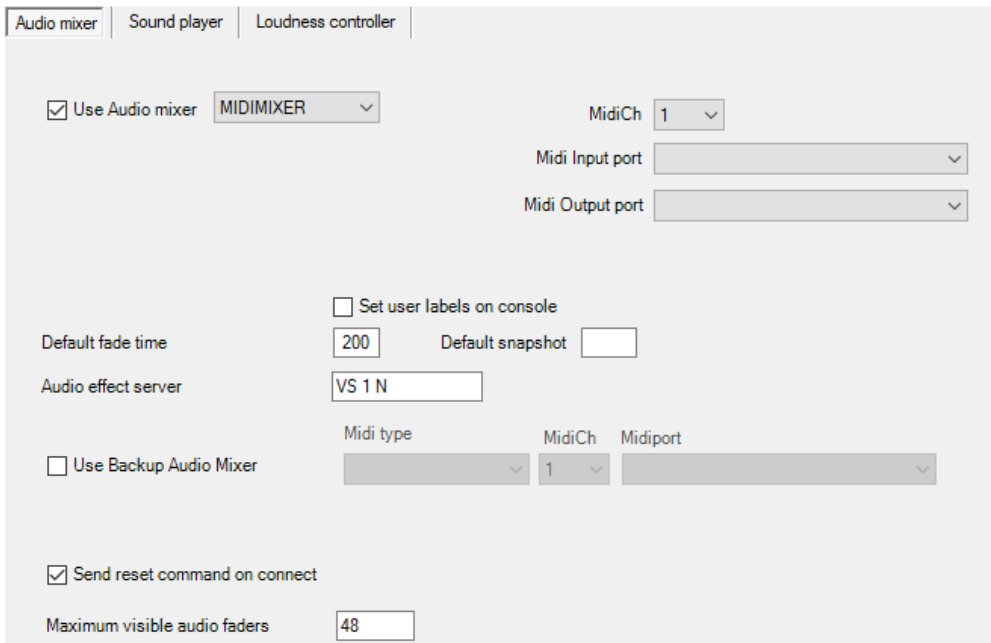 Audio mixer Sound player Loudness controller
Use Audio mixer MIDIMIXER MidiCh 1
Midi Input port
Midi Output port
Set user labels on console
Default fade time 200 Default snapshot
Audio effect server VS 1 N
Midi type MidiCh Midiport
Use Backup Audio Mixer 1
Send reset command on connect
Maximum visible audio faders 48